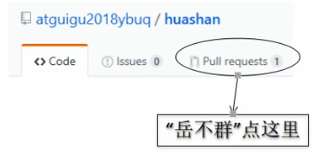 atguigu2018ybuq / huashan
<> Code Issues 0 Pull requests 1
“岳不群”点这里